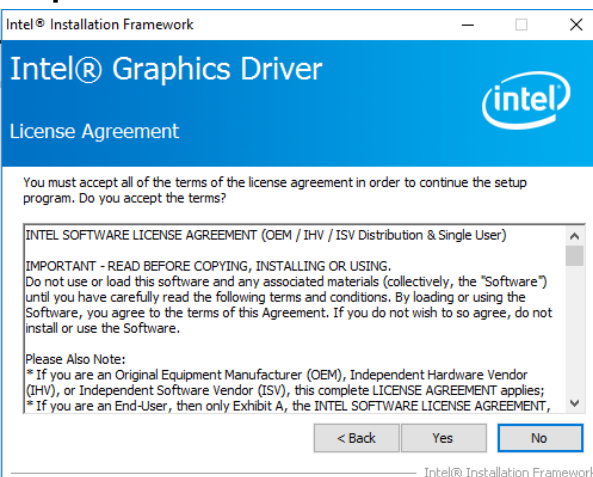 Intel® Installation Framework
Intel® Graphics Driver
intel
License Agreement
You must accept all of the terms of the license agreement in order to continue the setup
program. Do you accept the terms?
INTEL SOFTWARE LICENSE AGREEMENT (OEM / IHV / ISV Distribution & Single User)
IMPORTANT - READ BEFORE COPYING, INSTALLING OR USING.
Do not use or load this software and any associated materials (collectively, the "Software")
until you have carefully read the following terms and conditions. By loading or using the
Software, you agree to the terms of this Agreement. If you do not wish to so agree, do not
install or use the Software.
Please Also Note:
* If you are an Original Equipment Manufacturer (OEM), Independent Hardware Vendor
(IHV), or Independent Software Vendor (ISV), this complete LICENSE AGREEMENT applies;
* If you are an End-User, then only Exhibit A, the INTEL SOFTWARE LICENSE AGREEMENT,
< Back Yes No
Intel® Installation Framework